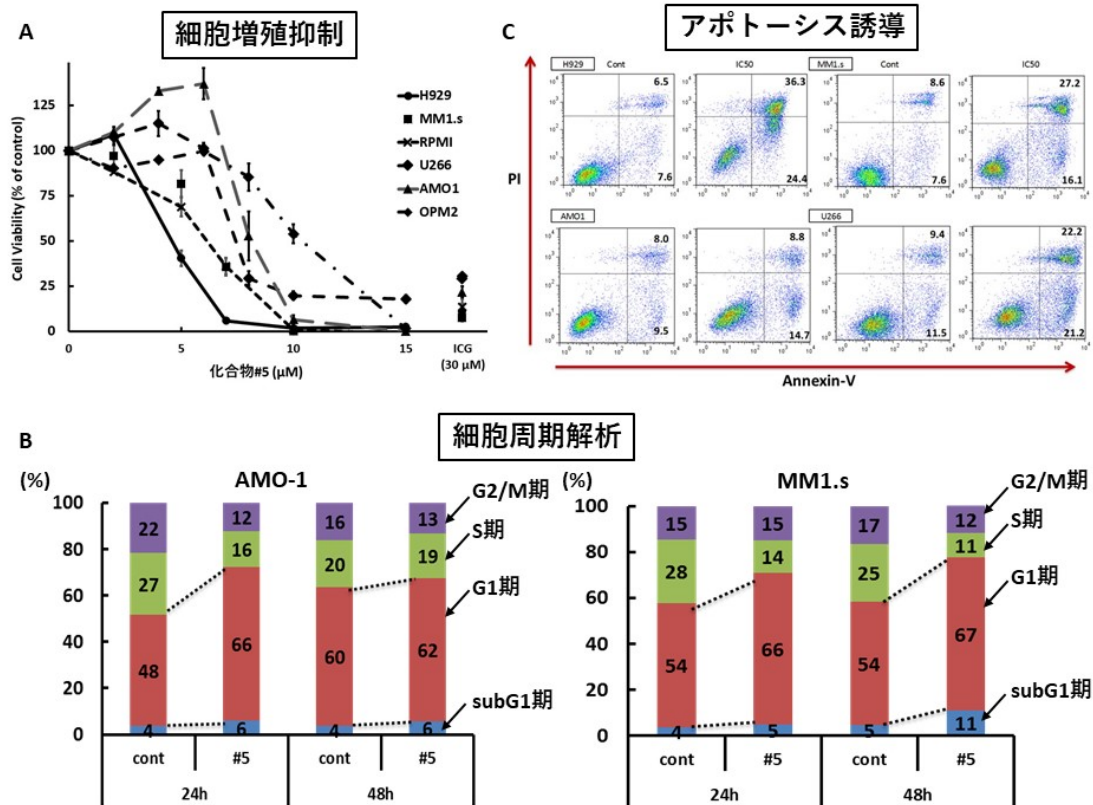 A
細胞増殖抑制
Cell Viability (% of control)
125
100
75
50
25
0
0
5
10
15
ICG
(30 μM)
化合物#5 (μM)
H929
MM1.s
RPMI
U266
AMO1
OPM2
C
アポトーシス誘導
H929
Cont
IC50
MM1.s
Cont
IC50
6.5
36.3
8.6
27.2
7.6
24.4
7.6
16.1
PI
AMO1
U266
8.0
8.8
9.4
22.2
9.5
14.7
11.5
21.2
Annexin-V
B
細胞周期解析
(%)
AMO-1
100
80
60
40
20
0
22
12
16
13
27
16
20
19
48
66
60
62
4
6
4
6
G2/M期
S期
G1期
subG1期
cont
#5
cont
#5
24h
48h
(%)
MM1.s
100
80
60
40
20
0
15
15
17
12
28
14
25
11
54
66
54
67
4
5
5
11
G2/M期
S期
G1期
subG1期
cont
#5
cont
#5
24h
48h